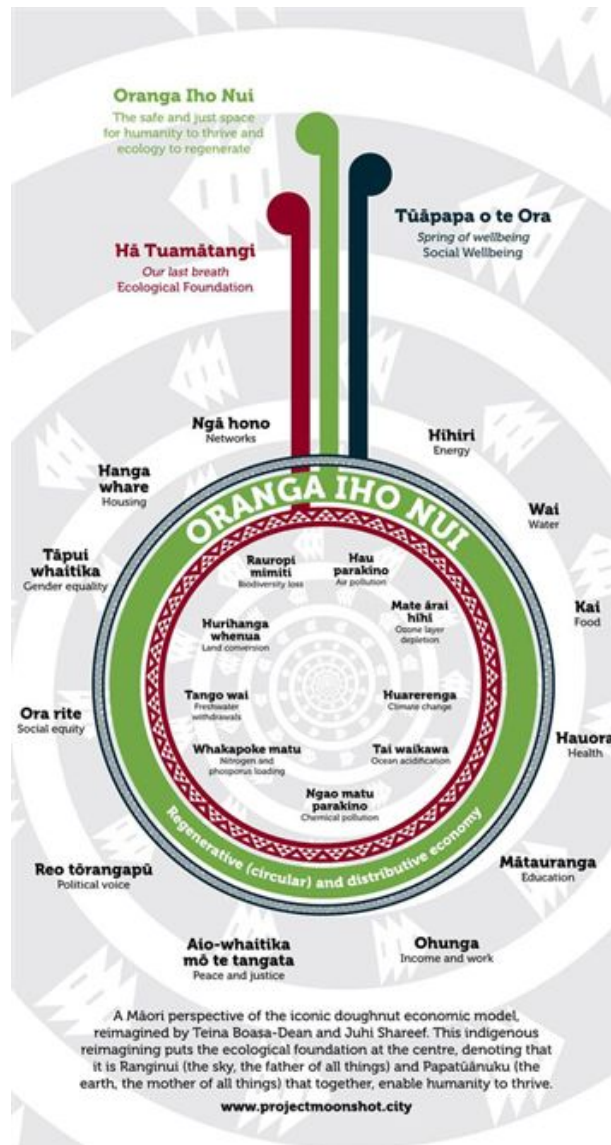 Oranga Iho Nui
The safe and just space
for humanity to thrive and
ecology to regenerate
Tūāpapa o te Ora
Spring of wellbeing
Social Wellbeing
Hā Tuamātangi
Our last breath
Ecological Foundation
Ngā hono
Networks
Hihiri
Energy
Hanga
whare
Housing
Wai
Water
Tāpui
whaitika
Gender equality
Kai
Food
Ora rite
Social equity
Hauora
Health
Reo tōrangapū
Political voice
Mātauranga
Education
Aio-whaitika
mō te tangata
Peace and justice
Ohunga
Income and work
ORANGA IHO NUI
Rauropi
mimiti
Biodiversity loss
Hau
parakino
Air pollution
Hurihanga
whenua
Land conversion
Mate ārai
hihī
Ozone layer
depletion
Tango wai
Freshwater
withdrawals
Huarerenga
Climate change
Whakapoke matu
Nitrogen and
phosporus loading
Tai waikawa
Ocean acidification
Ngao matu
parakino
Chemical pollution
Regenerative (circular) and distributive economy
A Māori perspective of the iconic doughnut economic model,
reimagined by Teina Boasa-Dean and Juhi Shareef. This indigenous
reimagining puts the ecological foundation at the centre, denoting that
it is Ranginui (the sky, the father of all things) and Papatūānuku (the
earth, the mother of all things) that together, enable humanity to thrive.
www.projectmoonshot.city